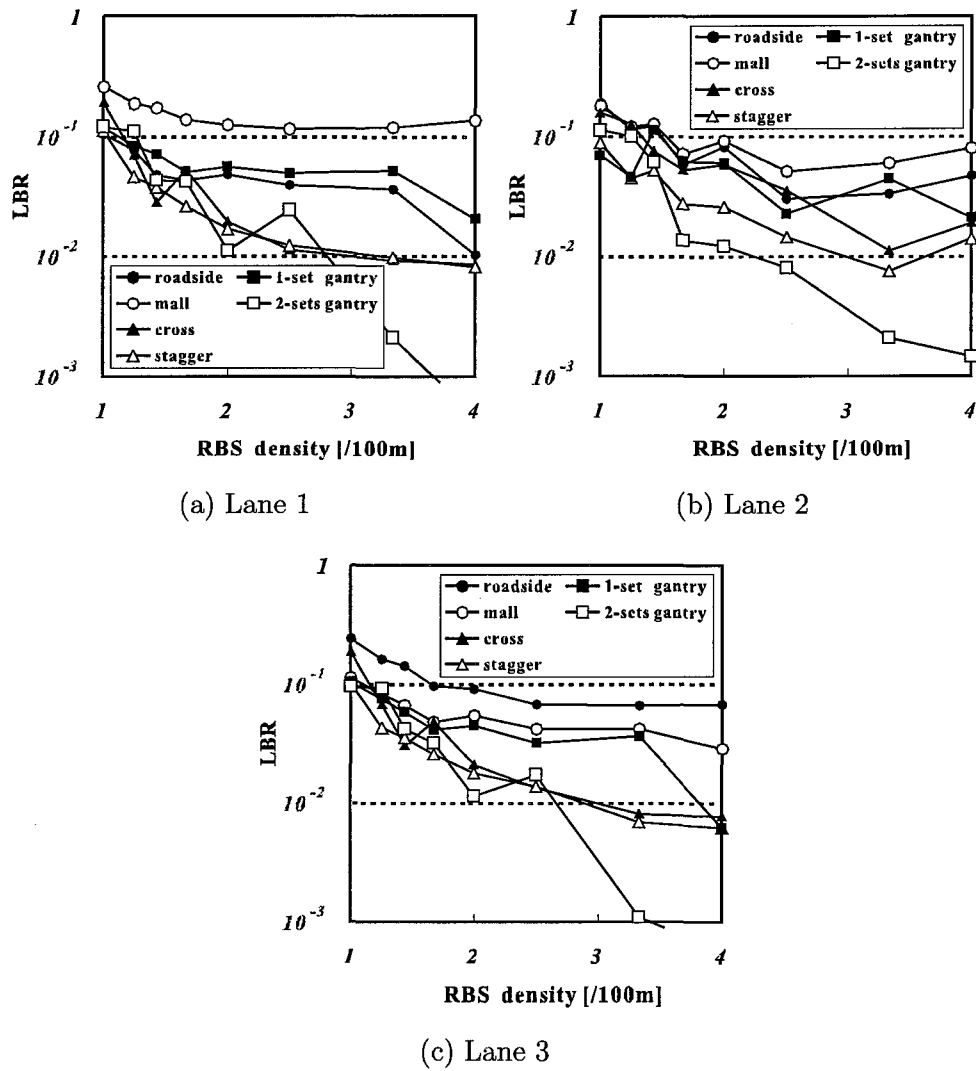 1
10-1
10-2
10-3
LBR
roadside 1-set gantry
mall 2-sets gantry
cross
stagger
1 2 3 4
RBS density [/100m]
(a) Lane 1
1
10-1
10-2
10-3
LBR
roadside 1-set gantry
mall 2-sets gantry
cross
stagger
1 2 3 4
RBS density [/100m]
(b) Lane 2
1
10-1
10-2
10-3
LBR
roadside 1-set gantry
mall 2-sets gantry
cross
stagger
1 2 3 4
RBS density [/100m]
(c) Lane 3